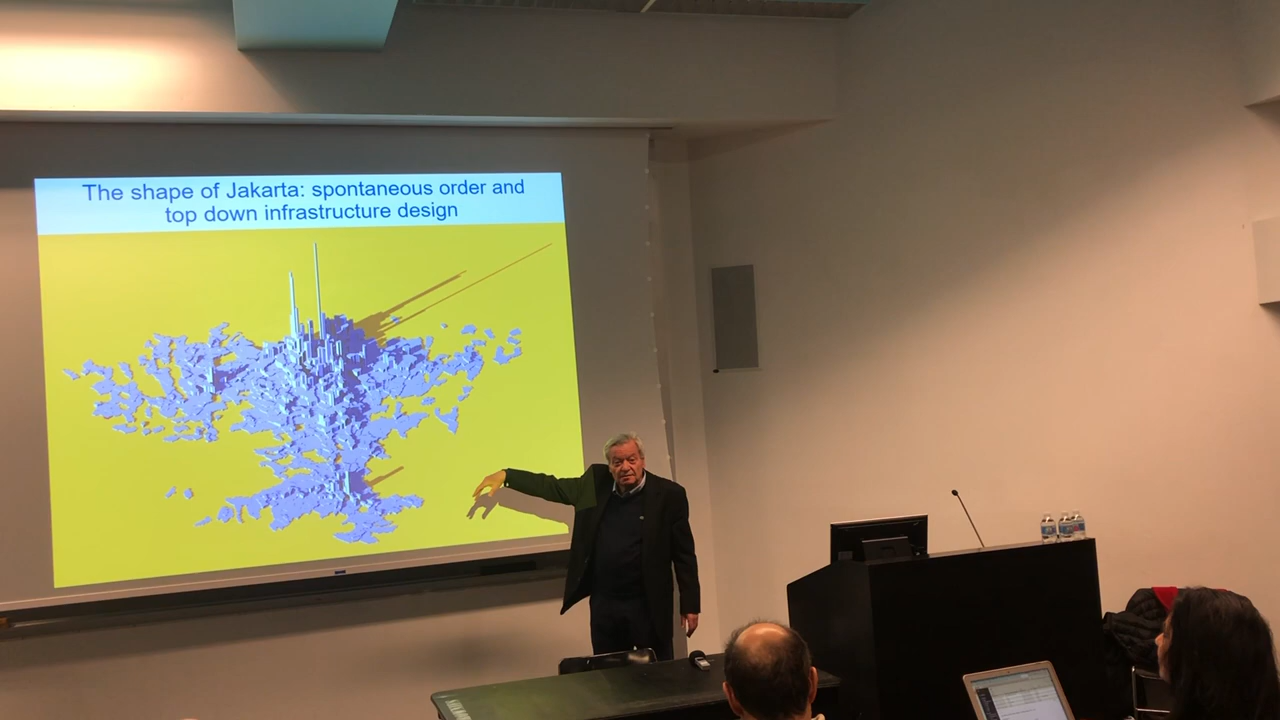 The shape of Jakarta: spontaneous order and
top down infrastructure design